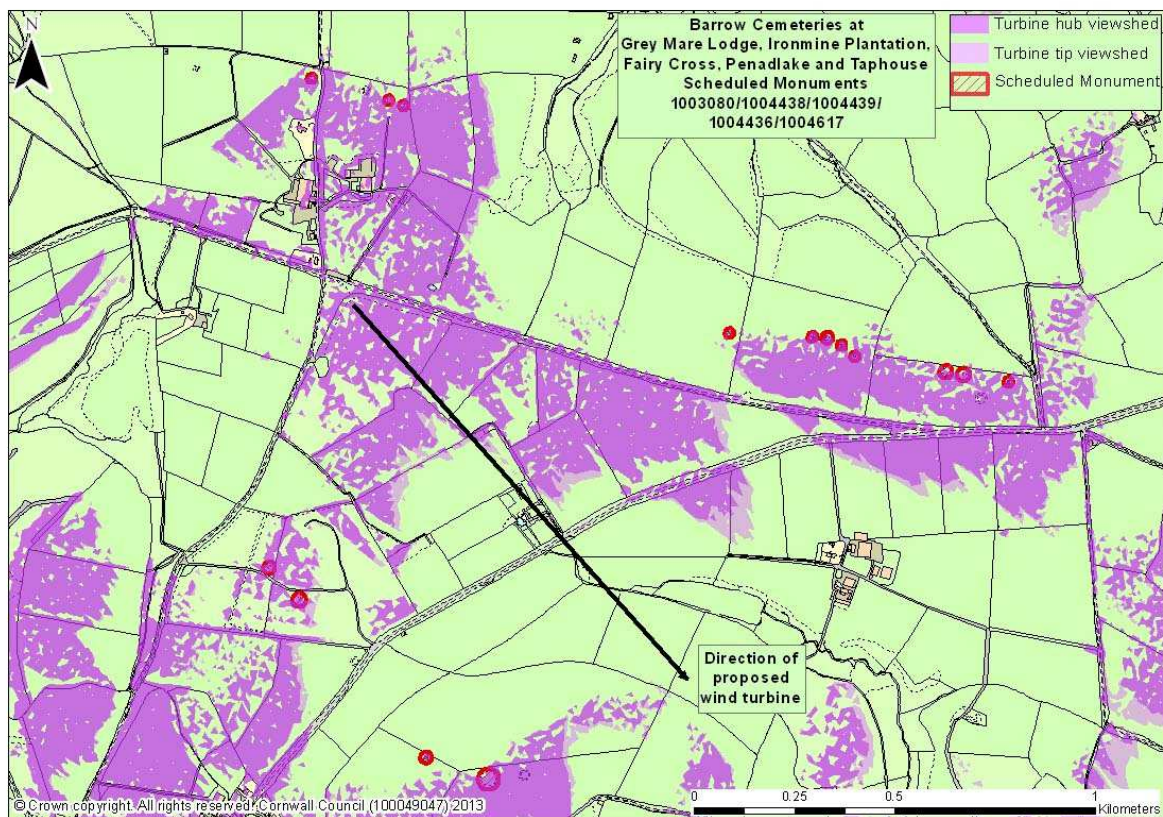 N
Barrow Cemeteries at
Grey Mare Lodge, Ironmine Plantation,
Fairy Cross, Penadlake and Taphouse
Scheduled Monuments
1003080/1004438/1004439/
1004436/1004617
Turbine hub viewshed
Turbine tip viewshed
Scheduled Monument
Direction of
proposed
wind turbine
© Crown copyright. All rights reserved. Cornwall Council (100049047) 2013
0 0.25 0.5 1
Kilometers